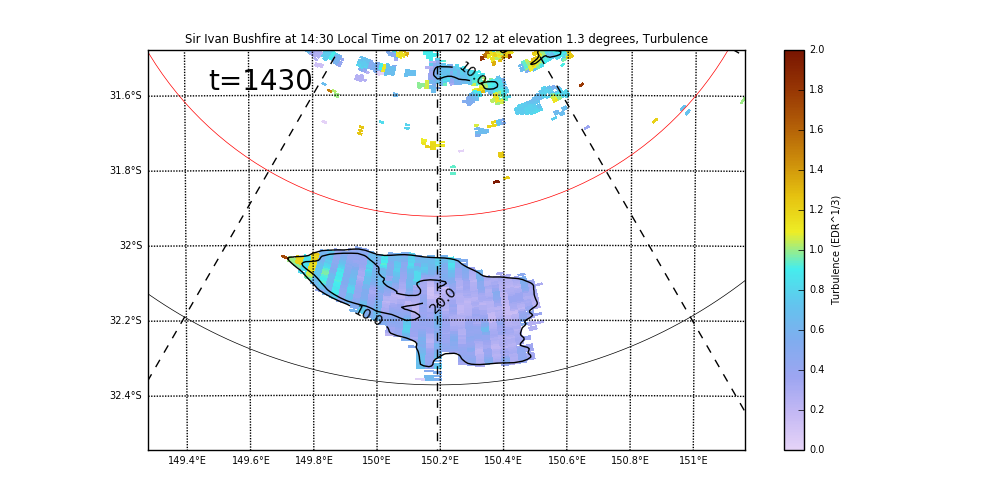 Sir Ivan Bushfire at 14:30 Local Time on 2017 02 12 at elevation 1.3 degrees, Turbulence
t=1430
10.0
31.6°S
31.8°S
32°S
32.2°S
32.4°S
20.0
10.0
149.4°E 149.6°E 149.8°E 150°E 150.2°E 150.4°E 150.6°E 150.8°E 151°E
2.0
1.8
1.6
1.4
1.2
1.0
0.8
0.6
0.4
0.2
0.0
Turbulence (EDR^1/3)